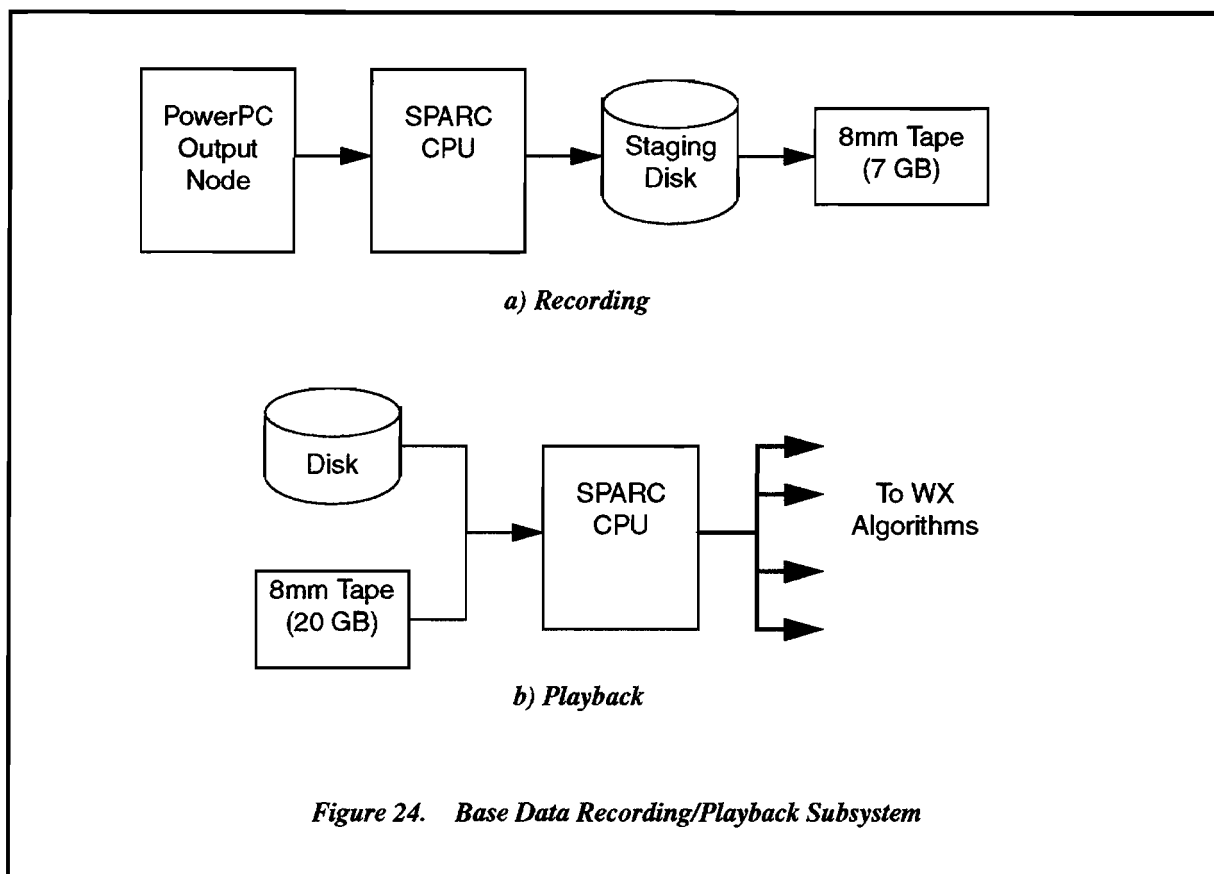 PowerPC
Output
Node
SPARC
CPU
Staging
Disk
8mm Tape
(7 GB)
a) Recording
Disk
8mm Tape
(20 GB)
SPARC
CPU
To WX
Algorithms
b) Playback
Figure 24. Base Data Recording/Playback Subsystem